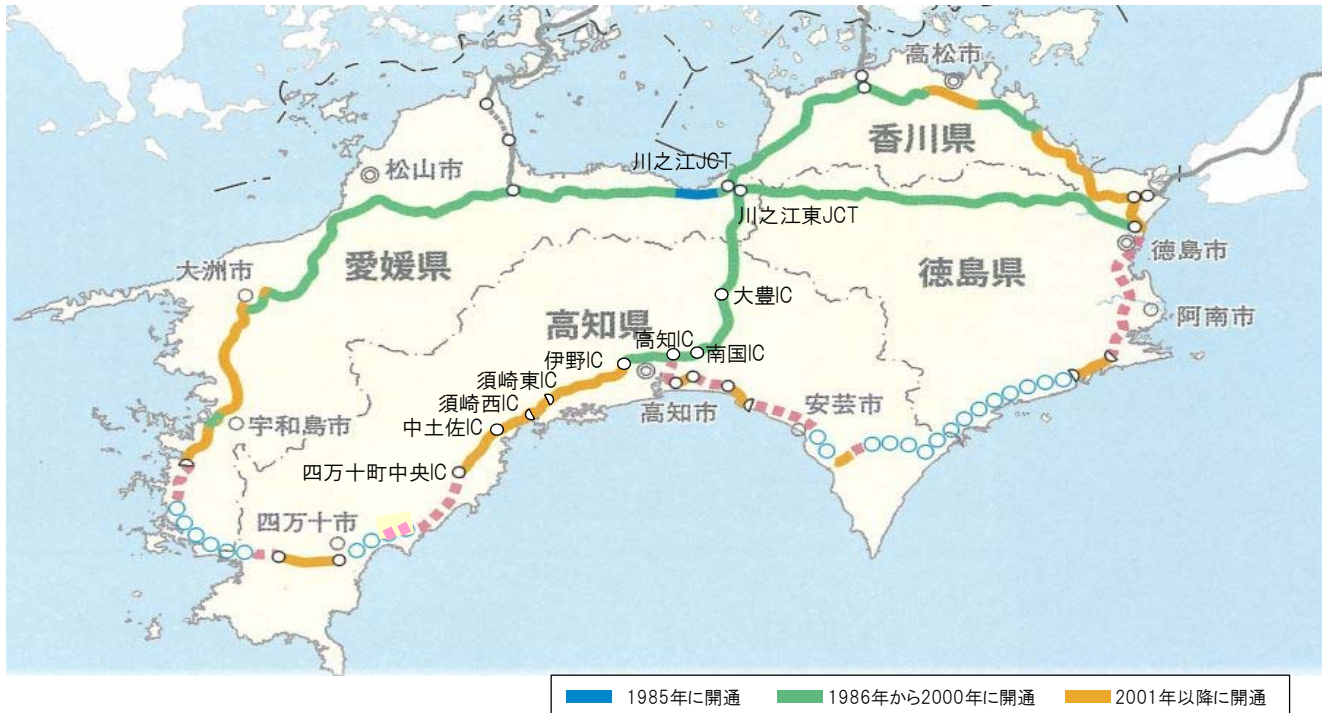 高松市
香川県
川之江JCT
松山市
川之江東JCT
徳島市
愛媛県
徳島県
大洲市
大豊IC
阿南市
高知県
高知IC
南国IC
伊野IC
須崎東IC
須崎西IC
高知市
安芸市
中土佐IC
宇和島市
四万十町中央IC
四万十市
1985年に開通
1986年から2000年に開通
2001年以降に開通